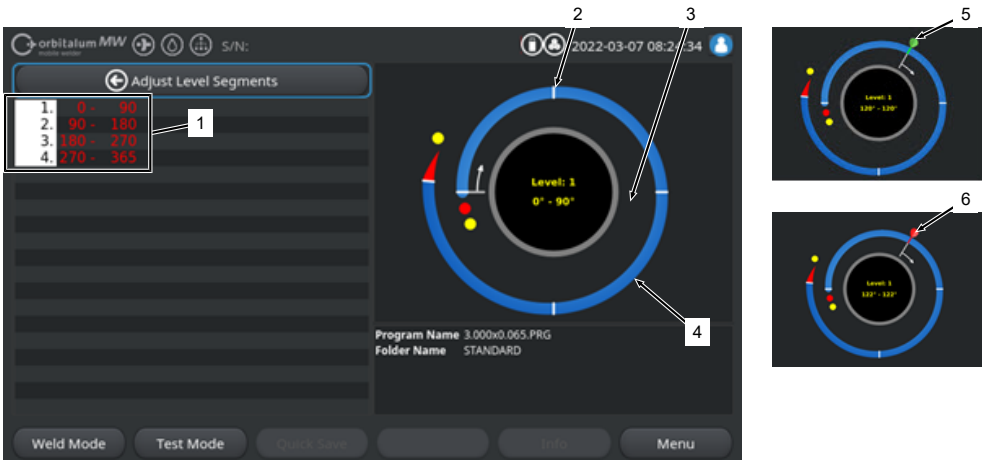 2
3
5
orbitalum MW S/N: 2022-03-07 08:24:34
mobile welder
Adjust Level Segments
1. 0 - 90
2. 90 - 180
3. 180 - 270
4. 270 - 365
1
Level: 1
0° - 90°
4
Program Name 3.000x0.065.PRG
Folder Name STANDARD
Weld Mode
Test Mode
Quick Save
Info
Menu
Level: 1
120° - 120°
6
Level: 1
122° - 122°